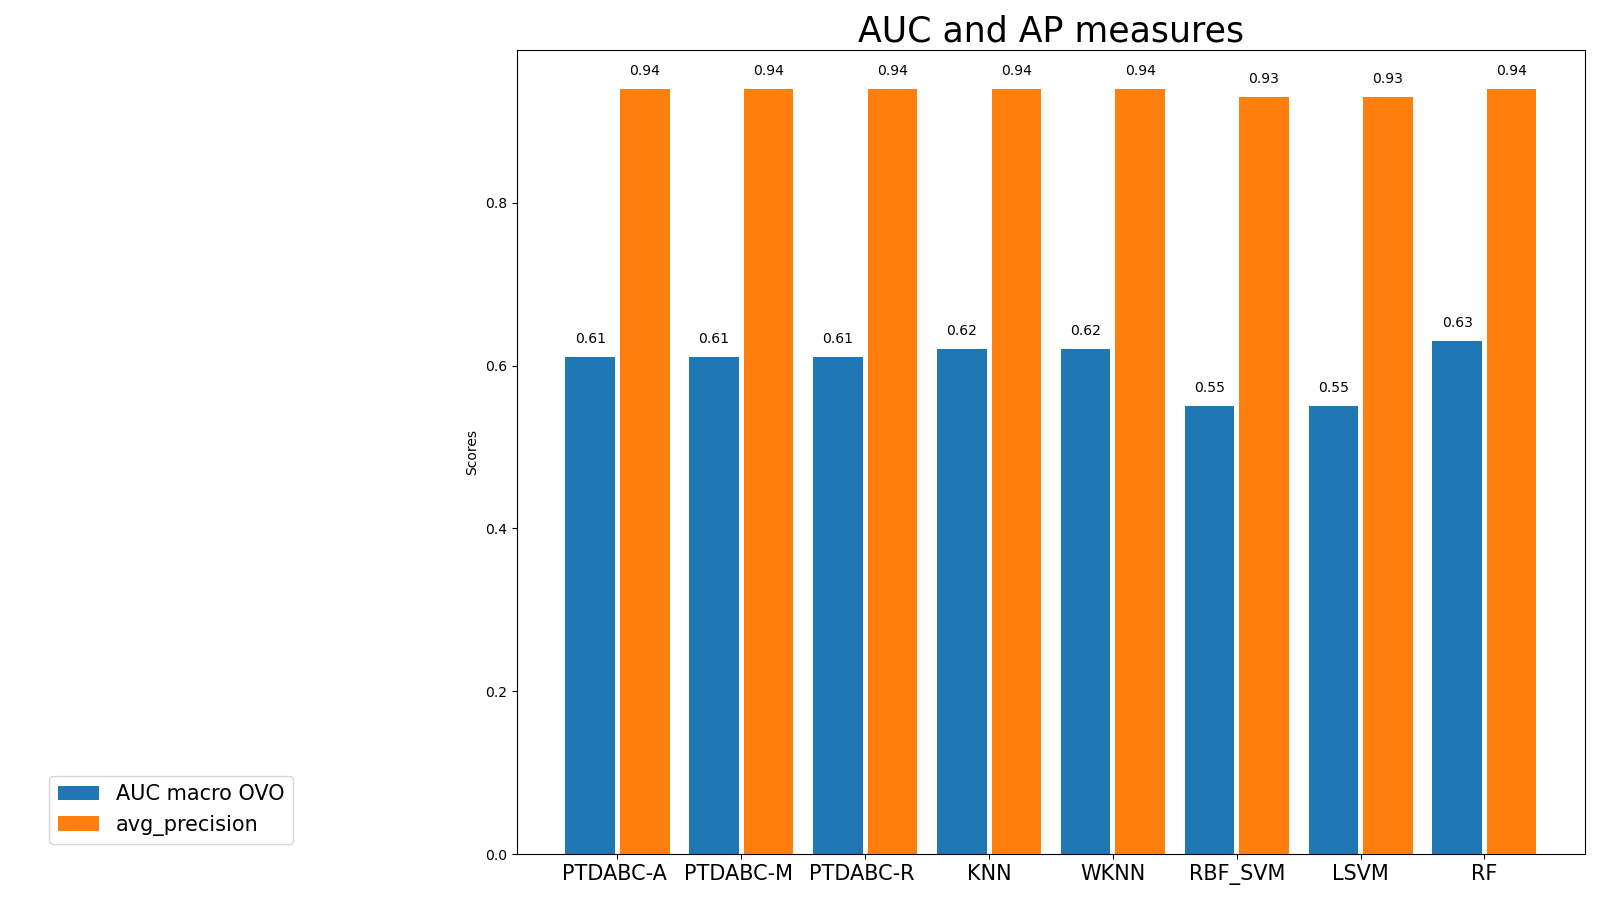 AUC and AP measures
0.94 0.94 0.94 0.94 0.94 0.93 0.93 0.94
0.8
0.61 0.61 0.61 0.62 0.62 0.55 0.55 0.63
0.6
Scores
0.4
0.2
0.0
PTDABC-A PTDABC-M PTDABC-R KNN WKNN RBF_SVM LSVM RF
AUC macro OVO
avg_precision